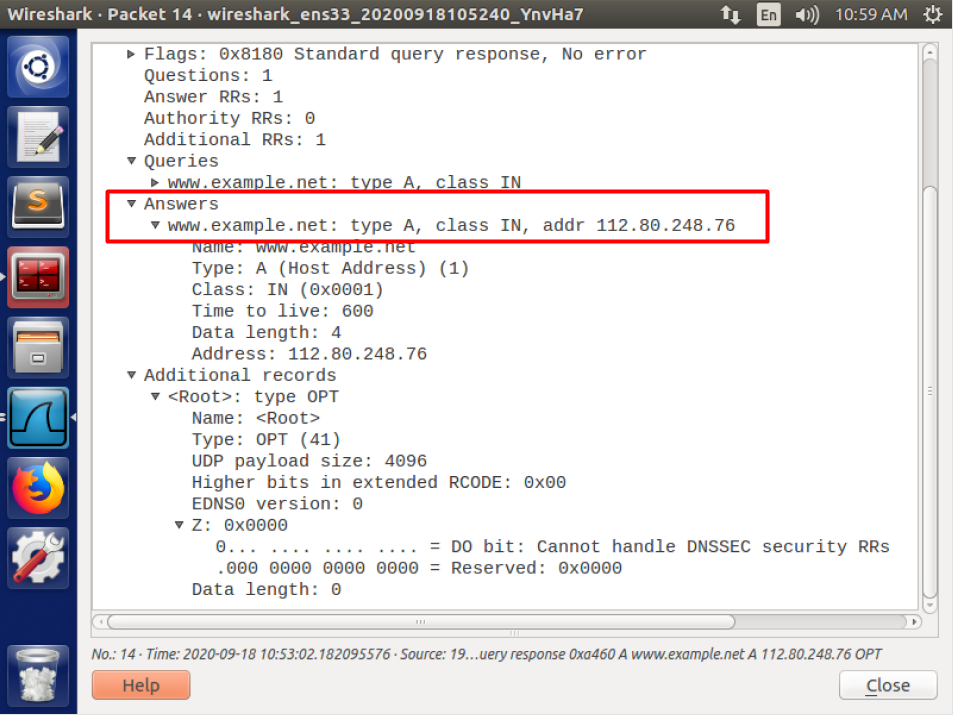 Wireshark · Packet 14 · wireshark_ens33_20200918105240_YnvHa7
En
10:59 AM
Flags: 0x8180 Standard query response, No error
Questions: 1
Answer RRs: 1
Authority RRs: 0
Additional RRs: 1
Queries
www.example.net: type A, class IN
Answers
www.example.net: type A, class IN, addr 112.80.248.76
Name: www.example.net
Type: A (Host Address) (1)
Class: IN (0x0001)
Time to live: 600
Data length: 4
Address: 112.80.248.76
Additional records
<Root>: type OPT
Name: <Root>
Type: OPT (41)
UDP payload size: 4096
Higher bits in extended RCODE: 0x00
EDNS0 version: 0
Z: 0x0000
0... .... .... .... = DO bit: Cannot handle DNSSEC security RRs
.000 0000 0000 0000 = Reserved: 0x0000
Data length: 0
No.: 14 · Time: 2020-09-18 10:53:02.182095576 · Source: 19…uery response 0xa460 A www.example.net A 112.80.248.76 OPT
Help
Close